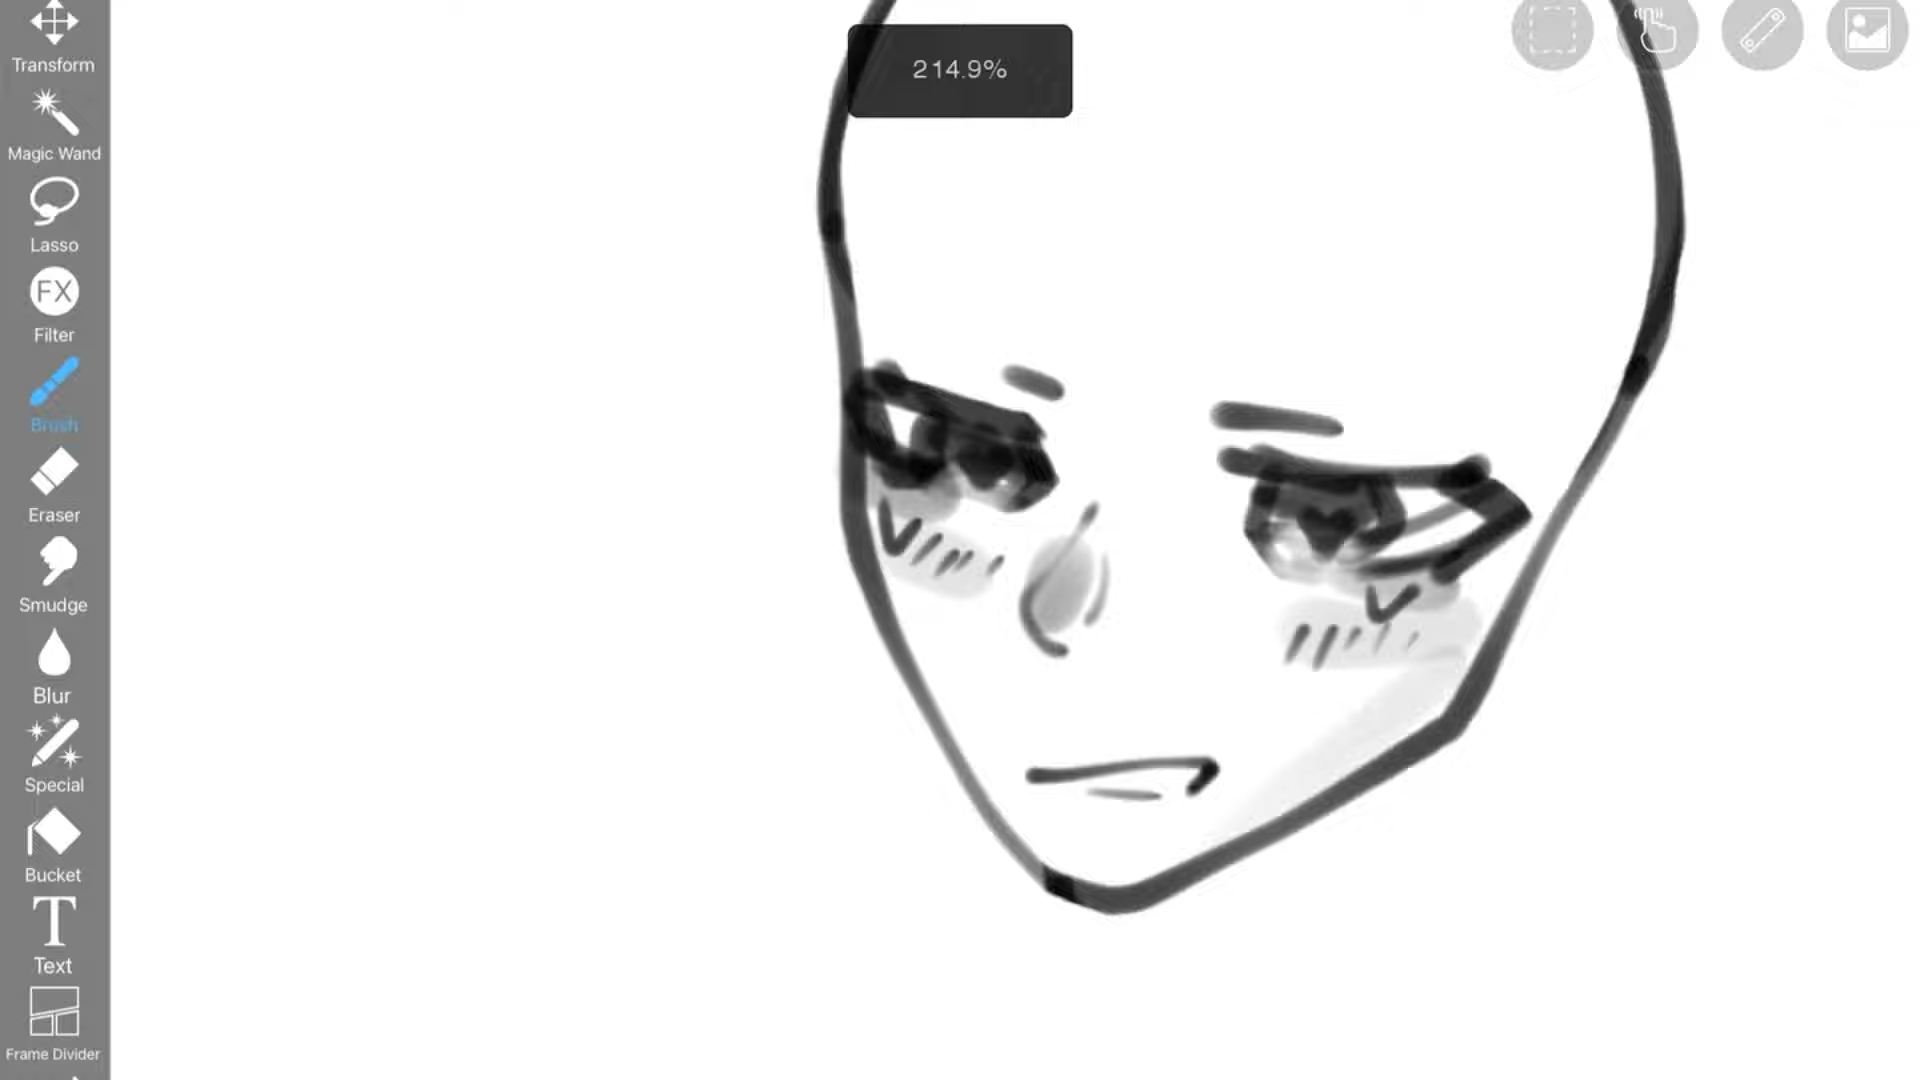 Transform
Magic Wand
Lasso
FX
Filter
Brush
Eraser
Smudge
Blur
Special
Bucket
T
Text
Frame Divider
214.9%